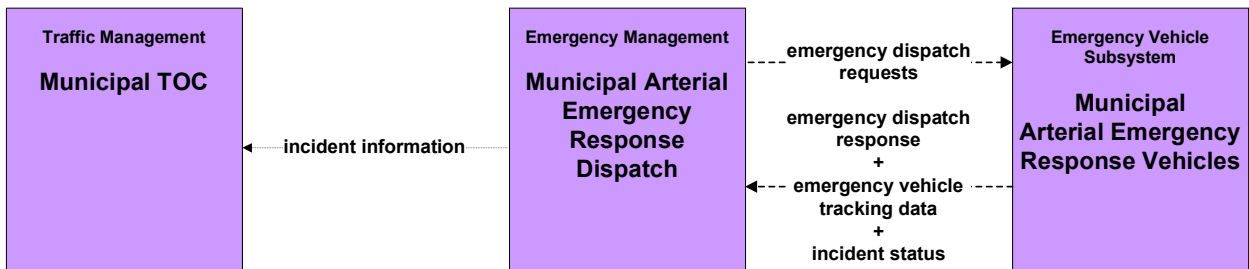 Traffic Management
Municipal TOC
incident information
Emergency Management
Municipal Arterial
Emergency
Response
Dispatch
emergency dispatch
requests
emergency dispatch
response
+
emergency vehicle
tracking data
+
incident status
Emergency Vehicle
Subsystem
Municipal
Arterial Emergency
Response Vehicles